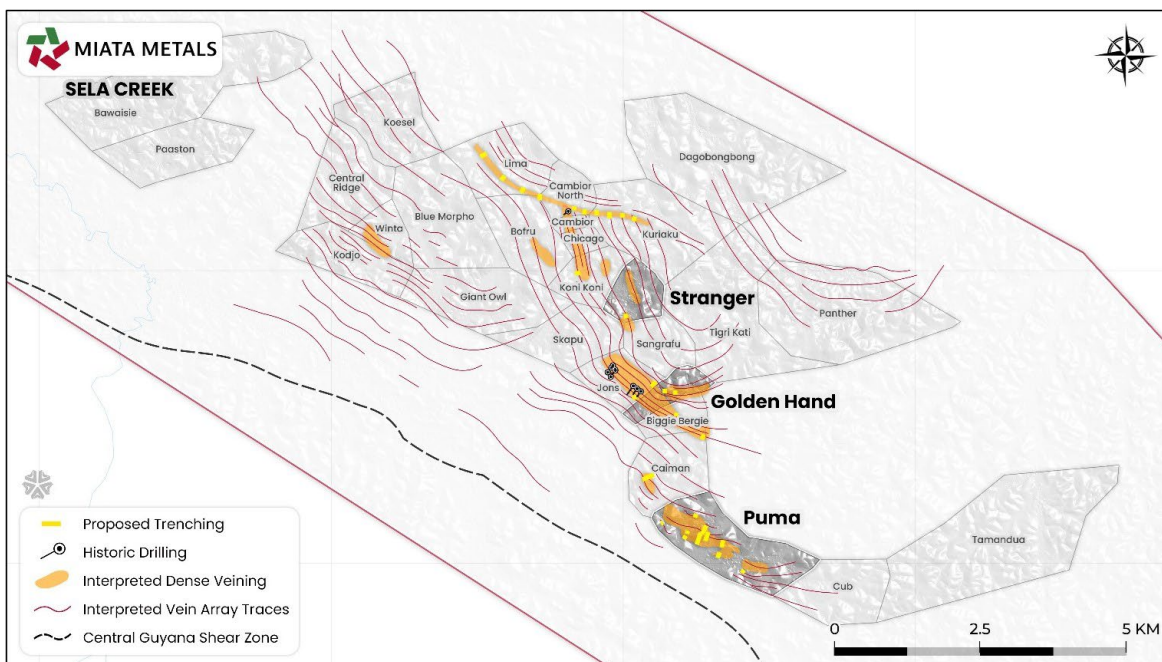 MIATA METALS
SELA CREEK
Bawaisie
Paaston
Koesel
Lima
Dagobongbong
Central
Ridge
Cambior
North
Blue Morpho
Winta
Bofru
Cambior
Chicago
Kuriaku
Kodjo
Koni Koni
Giant Owl
Stranger
Panther
Skapu
Sangrafu
Tigri Kati
Jons
Golden Hand
Biggie Bergie
Caiman
Puma
Tamandua
Cub
Proposed Trenching
Historic Drilling
Interpreted Dense Veining
Interpreted Vein Array Traces
Central Guyana Shear Zone
0 2.5 5 KM